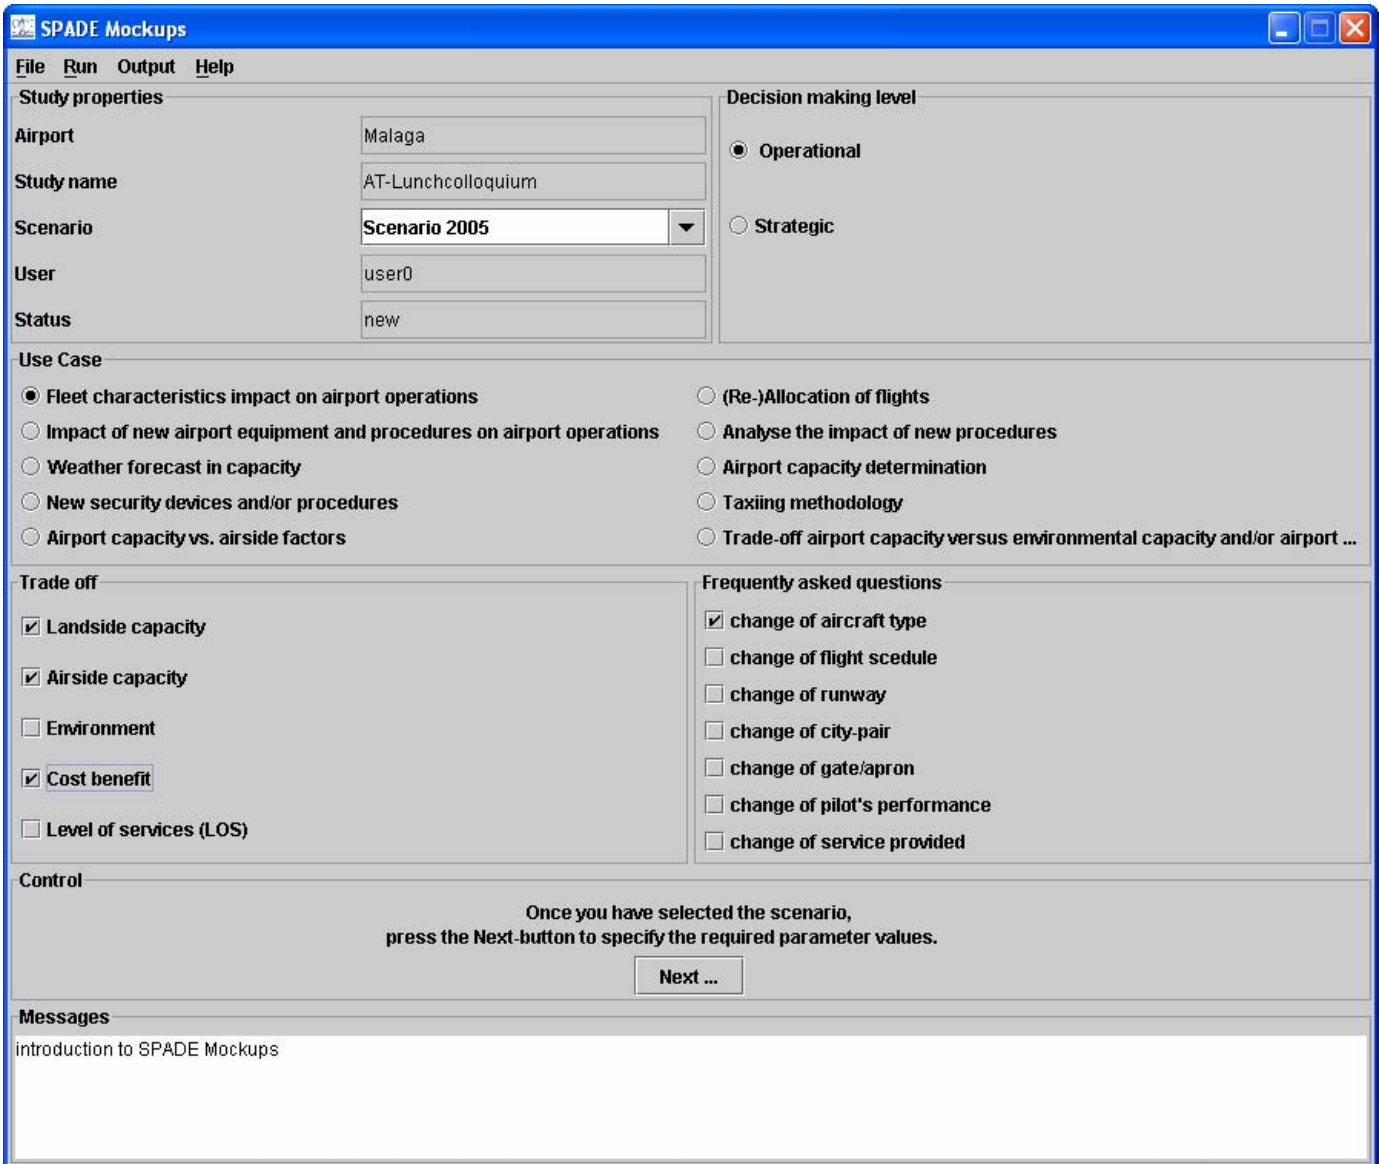 SPADE Mockups
File Run Output Help
Study properties
Airport Malaga
Study name AT-Lunchcolloquium
Scenario Scenario 2005
User user0
Status new
Decision making level
Operational
Strategic
Use Case
Fleet characteristics impact on airport operations
Impact of new airport equipment and procedures on airport operations
Weather forecast in capacity
New security devices and/or procedures
Airport capacity vs. airside factors
(Re-)Allocation of flights
Analyse the impact of new procedures
Airport capacity determination
Taxiing methodology
Trade-off airport capacity versus environmental capacity and/or airport ...
Trade off
Landside capacity
Airside capacity
Environment
Cost benefit
Level of services (LOS)
Frequently asked questions
change of aircraft type
change of flight scedule
change of runway
change of city-pair
change of gate/apron
change of pilot's performance
change of service provided
Control
Once you have selected the scenario,
press the Next-button to specify the required parameter values.
Next ...
Messages
introduction to SPADE Mockups